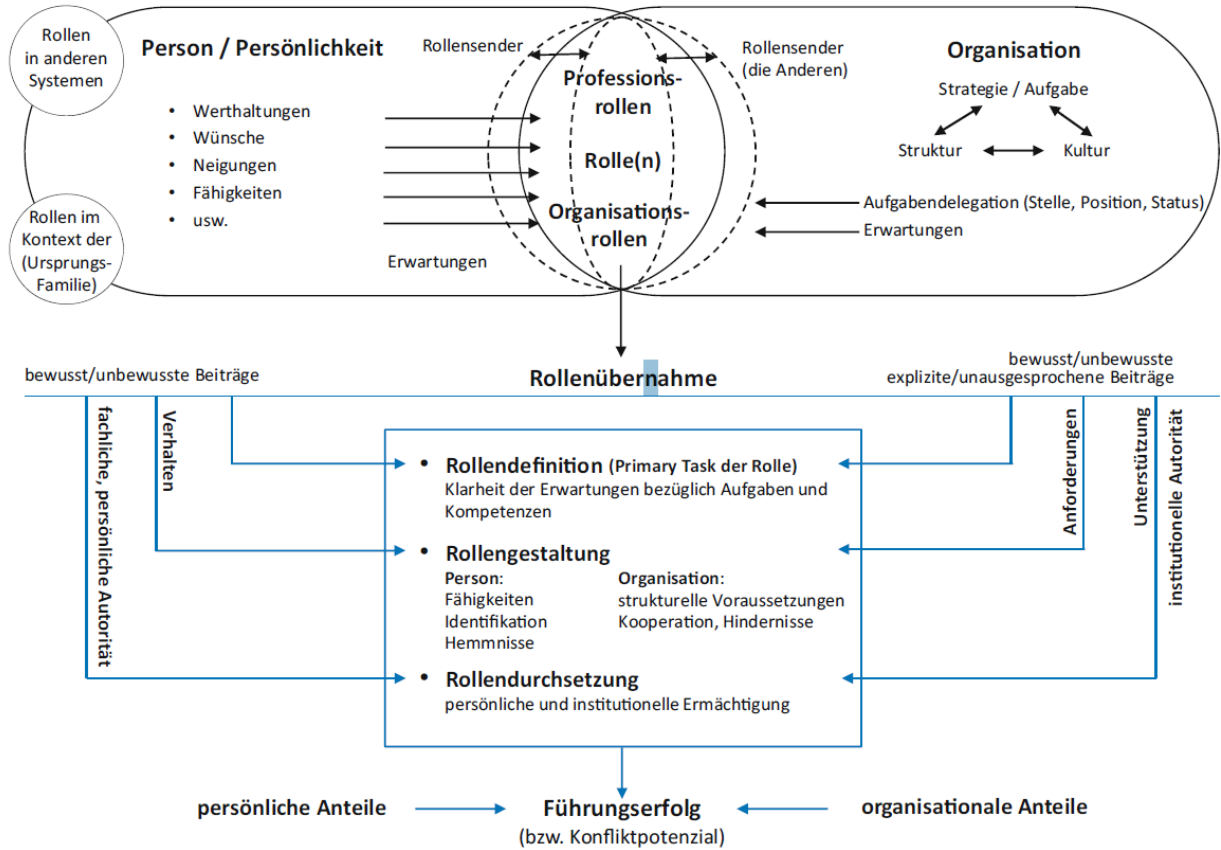 Rollen
in anderen
Systemen
Person / Persönlichkeit
• Werthaltungen
• Wünsche
• Neigungen
• Fähigkeiten
• usw.
Rollen im
Kontext der
(Ursprungs-
Familie)
Rollensender
Erwartungen
Professions-
rollen
Rolle(n)
Organisations-
rollen
Rollensender
(die Anderen)
Organisation
Strategie / Aufgabe
Struktur
Kultur
Aufgabendelegation (Stelle, Position, Status)
Erwartungen
bewusst/unbewusste Beiträge
Rollenübernahme
bewusst/unbewusste
explizite/unausgesprochene Beiträge
fachliche, persönliche Autorität
Verhalten
• Rollendefinition (Primary Task der Rolle)
Klarheit der Erwartungen bezüglich Aufgaben und
Kompetenzen
• Rollengestaltung
Person:
Fähigkeiten
Identifikation
Hemmnisse
Organisation:
strukturelle Voraussetzungen
Kooperation, Hindernisse
• Rollendurchsetzung
persönliche und institutionelle Ermächtigung
Anforderungen
Unterstützung
institutionelle Autorität
persönliche Anteile
Führungserfolg
(bzw. Konfliktpotenzial)
organisationale Anteile